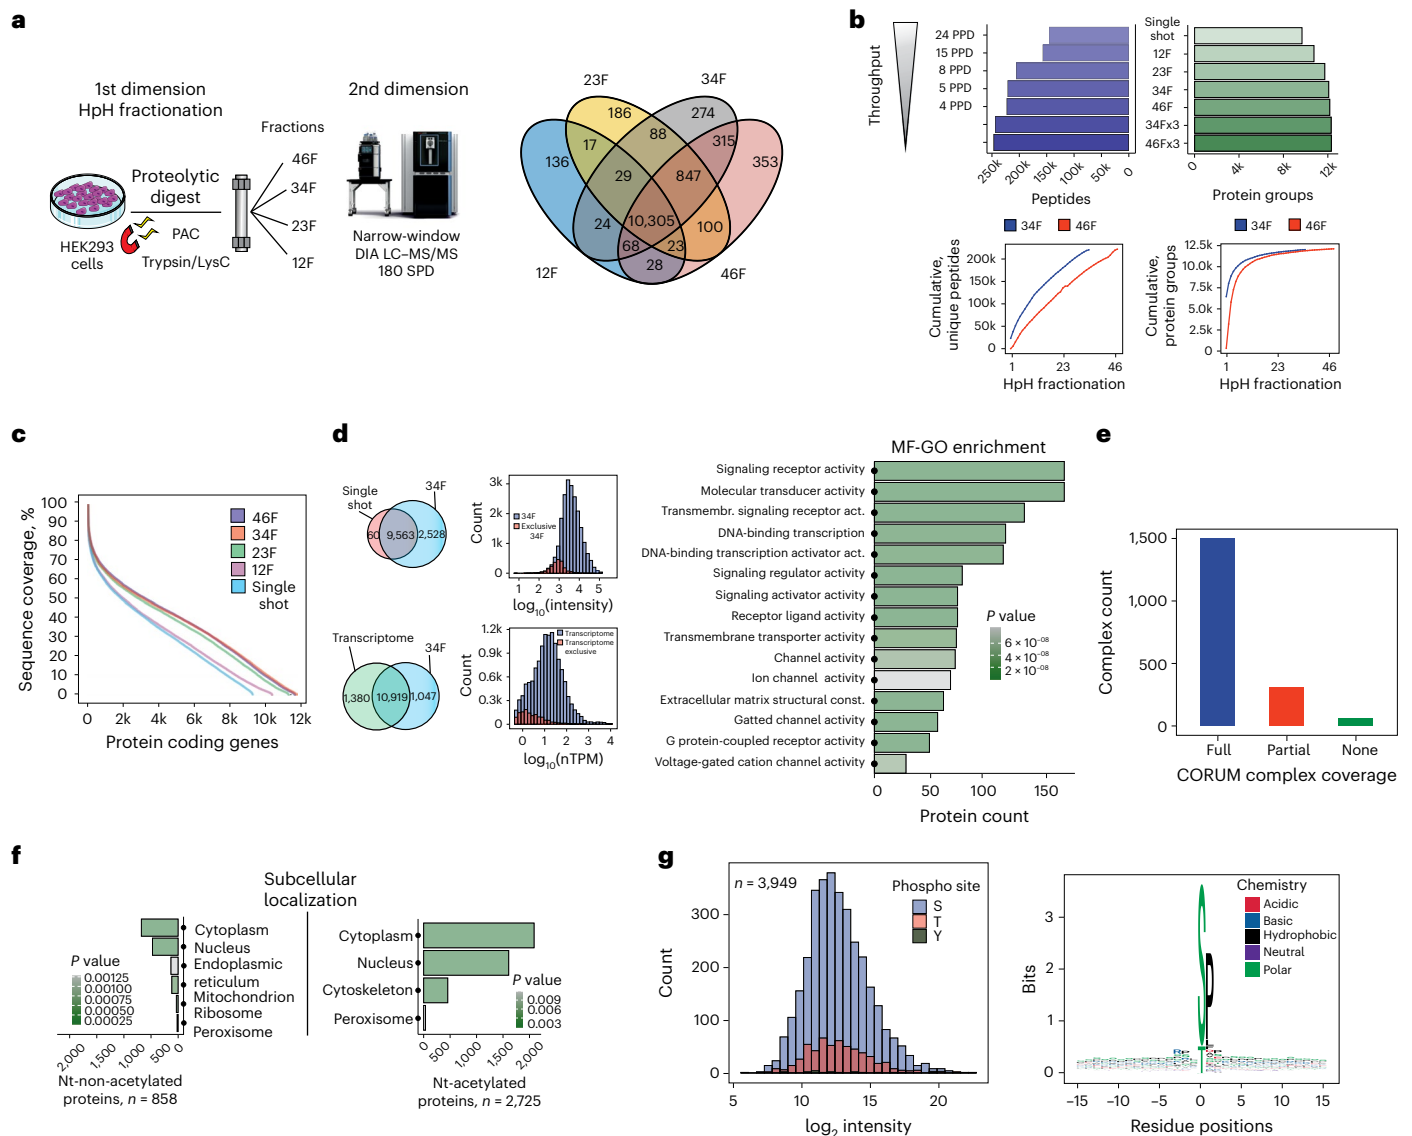 a
1st dimension
HpH fractionation
2nd dimension
Fractions
46F
34F
23F
12F
Proteolytic
digest
PAC
Trypsin/LysC
HEK293
cells
Narrow-window
DIA LC–MS/MS
180 SPD
23F
34F
12F
46F
186
274
136
353
88
17
315
29
847
24
10,305
100
68
23
28
b
Throughput
24 PPD
15 PPD
8 PPD
5 PPD
4 PPD
250k
200k
150k
100k
50k
0
Peptides
Single
shot
12F
23F
34F
46F
34Fx3
46Fx3
0
4k
8k
12k
Protein groups
34F
46F
Cumulative,
unique peptides
200k
150k
100k
50k
0
1
23
46
HpH fractionation
34F
46F
Cumulative,
protein groups
12.5k
10k
7.5k
5.0k
2.5k
0
1
23
46
HpH fractionation
c
Sequence coverage, %
100
90
80
70
60
50
40
30
20
10
0
0
2k
4k
6k
8k
10k
12k
Protein coding genes
46F
34F
23F
12F
Single
shot
d
Single
shot
34F
60
9,563
2,528
Count
3k
2k
1k
0
34F
Exclusive
34F
1 2 3 4 5
log10(intensity)
Transcriptome
34F
1,380
10,919
1,047
Count
1.2k
0.9k
0.6k
0.3k
0
Transcriptome
Transcriptome
exclusive
0 1 2 3 4
log10(nTPM)
MF-GO enrichment
Signaling receptor activity
Molecular transducer activity
Transmembr. signaling receptor act.
DNA-binding transcription
DNA-binding transcription activator act.
Signaling regulator activity
Signaling activator activity
Receptor ligand activity
Transmembrane transporter activity
Channel activity
Ion channel activity
Extracellular matrix structural const.
Gatted channel activity
G protein-coupled receptor activity
Voltage-gated cation channel activity
P value
6 × 10−08
4 × 10−08
2 × 10−08
0 50 100 150
Protein count
e
Complex count
1,500
1,000
500
0
Full
Partial
None
CORUM complex coverage
f
Subcellular
localization
P value
0.00125
0.00100
0.00075
0.00050
0.00025
Cytoplasm
Nucleus
Endoplasmic
reticulum
Mitochondrion
Ribosome
Peroxisome
2,000
1,500
1,000
500
0
Nt-non-acetylated
proteins, n = 858
Cytoplasm
Nucleus
Cytoskeleton
Peroxisome
P value
0.009
0.006
0.003
0
500
1,000
1,500
2,000
Nt-acetylated
proteins, n = 2,725
g
n = 3,949
Phospho site
S
T
Y
Count
300
200
100
0
5 10 15 20
log2 intensity
Chemistry
Acidic
Basic
Hydrophobic
Neutral
Polar
Bits
3
2
1
0
S
P
−15 −10 −5 0 5 10 15
Residue positions